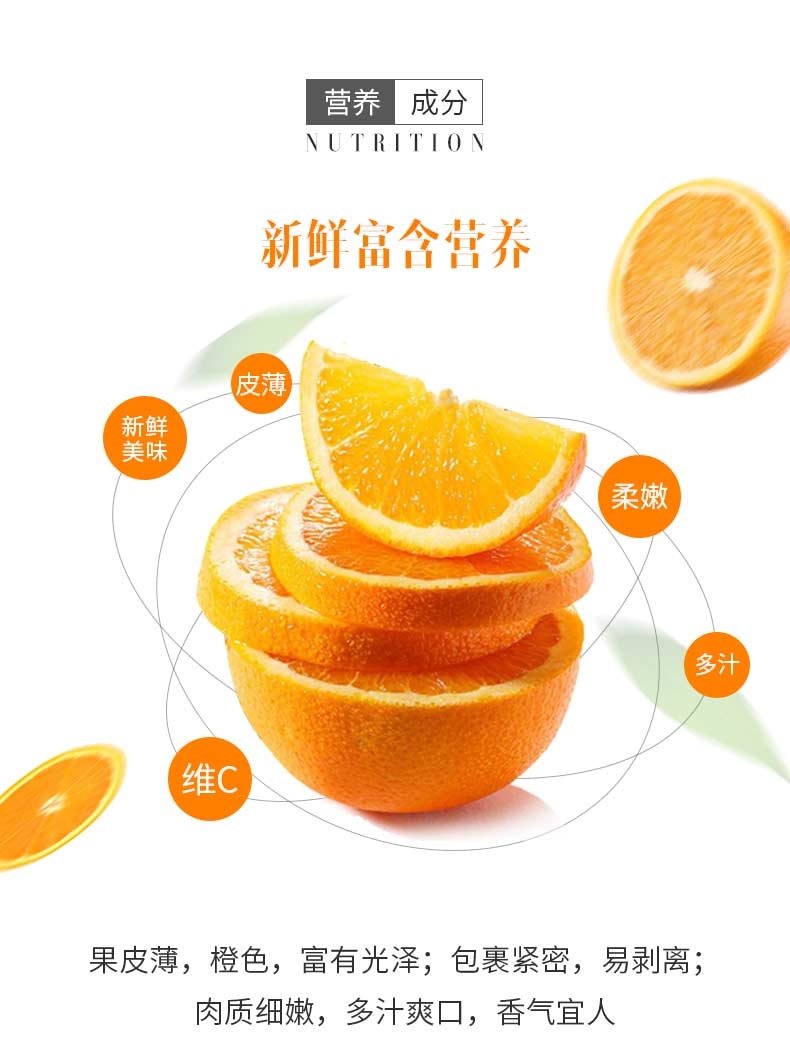 营养 成分
NUTRITION
新鲜富含营养
皮薄
新鲜
美味
柔嫩
多汁
维C
果皮薄，橙色，富有光泽；包裹紧密，易剥离；
肉质细嫩，多汁爽口，香气宜人